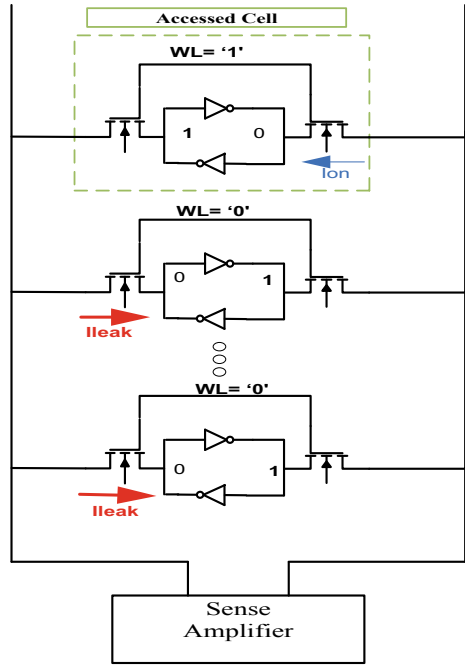 Accessed Cell
WL= ‘1'
1 0
Ion
WL= ‘0'
0 1
Ileak
WL= ‘0'
0 1
Ileak
Sense
Amplifier